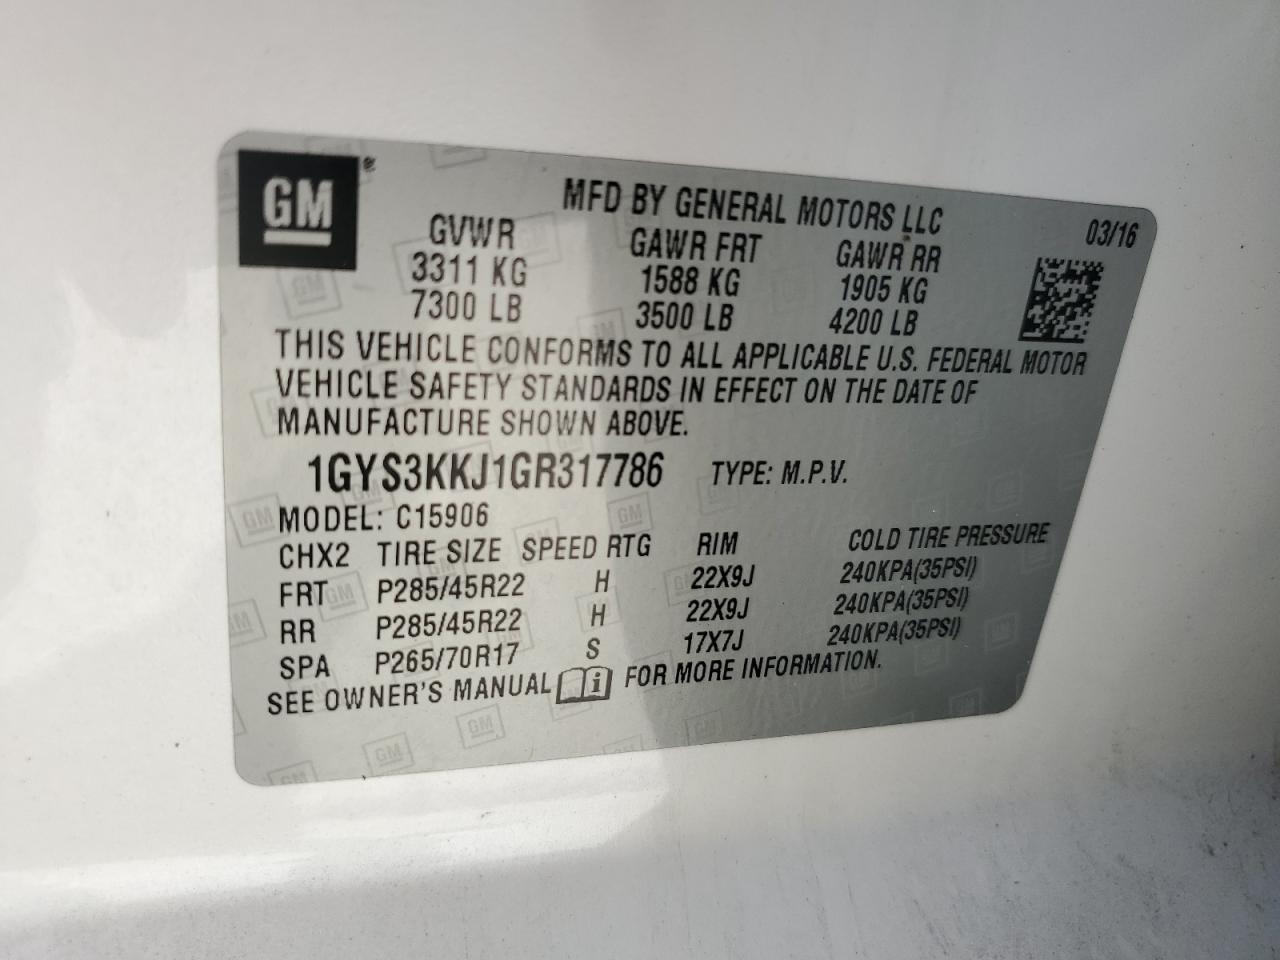 GM®
MFD BY GENERAL MOTORS LLC
03/16
GVWR GAWR FRT GAWR RR
3311 KG 1588 KG 1905 KG
7300 LB 3500 LB 4200 LB
THIS VEHICLE CONFORMS TO ALL APPLICABLE U.S. FEDERAL MOTOR
VEHICLE SAFETY STANDARDS IN EFFECT ON THE DATE OF
MANUFACTURE SHOWN ABOVE.
1GYS3KKJ1GR317786 TYPE: M.P.V.
MODEL: C15906
CHX2 TIRE SIZE SPEED RTG RIM COLD TIRE PRESSURE
FRT P285/45R22 H 22X9J 240KPA(35PSI)
RR P285/45R22 H 22X9J 240KPA(35PSI)
SPA P265/70R17 S 17X7J 240KPA(35PSI)
SEE OWNER'S MANUAL i FOR MORE INFORMATION.